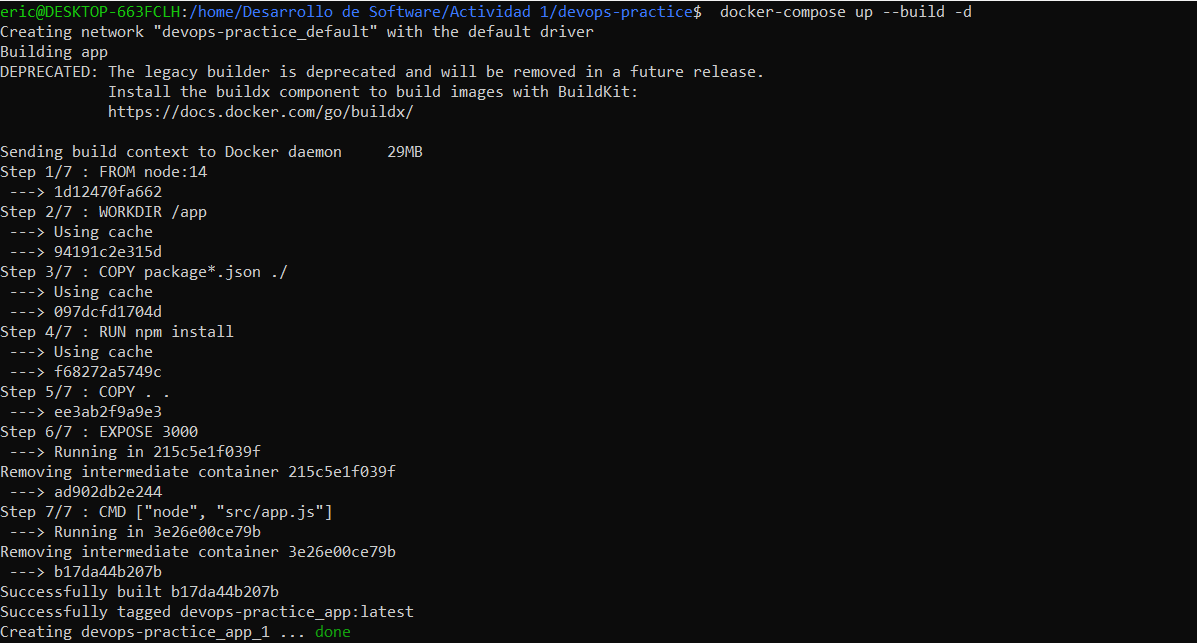 eric@DESKTOP-663FCLH:/home/Desarrollo de Software/Actividad 1/devops-practice$  docker-compose up --build -d
Creating network "devops-practice_default" with the default driver
Building app
DEPRECATED: The legacy builder is deprecated and will be removed in a future release.
            Install the buildx component to build images with BuildKit:
            https://docs.docker.com/go/buildx/

Sending build context to Docker daemon     29MB
Step 1/7 : FROM node:14
 ---> 1d12470fa662
Step 2/7 : WORKDIR /app
 ---> Using cache
 ---> 94191c2e315d
Step 3/7 : COPY package*.json ./
 ---> Using cache
 ---> 097dcfd1704d
Step 4/7 : RUN npm install
 ---> Using cache
 ---> f68272a5749c
Step 5/7 : COPY . .
 ---> ee3ab2f9a9e3
Step 6/7 : EXPOSE 3000
 ---> Running in 215c5e1f039f
Removing intermediate container 215c5e1f039f
 ---> ad902db2e244
Step 7/7 : CMD ["node", "src/app.js"]
 ---> Running in 3e26e00ce79b
Removing intermediate container 3e26e00ce79b
 ---> b17da44b207b
Successfully built b17da44b207b
Successfully tagged devops-practice_app:latest
Creating devops-practice_app_1 ... done